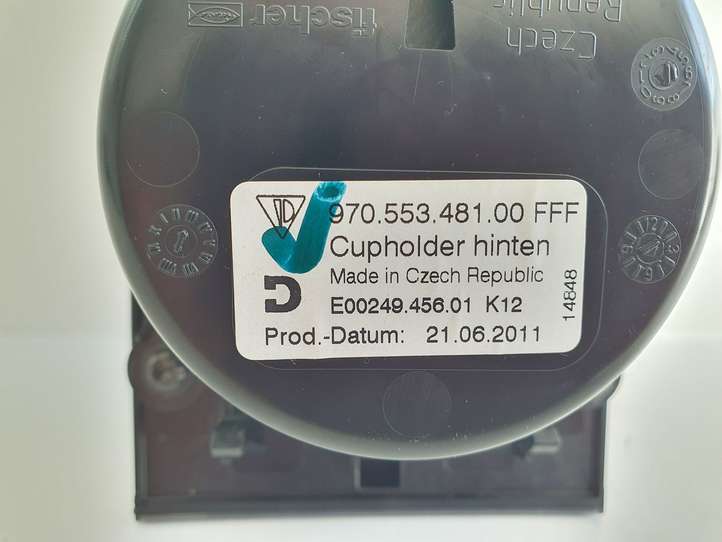 fischer
Czech
Republic
970.553.481.00 FFF
Cupholder hinten
Made in Czech Republic
E00249.456.01 K12
Prod.-Datum: 21.06.2011
14848